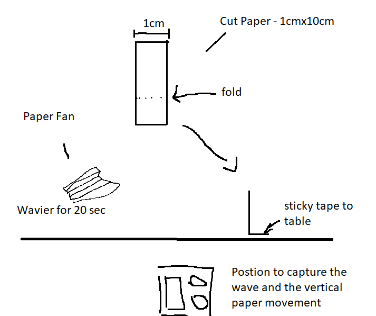 1cm
Cut Paper - 1cmx10cm
fold
Paper Fan
Wavier for 20 sec
sticky tape to
table
Postion to capture the
wave and the vertical
paper movement